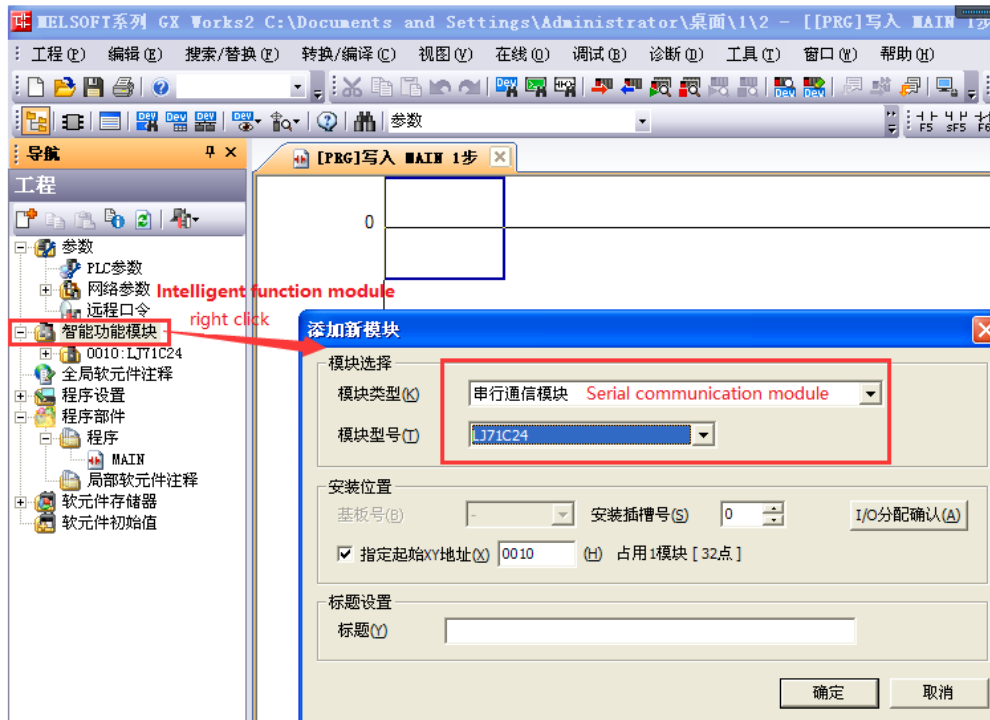 MELSOFT系列 GX Works2 C:\Documents and Settings\Administrator\桌面\1\2 - [[PRG]写入 MAIN 1步
工程(P) 编辑(E) 搜索/替换(F) 转换/编译(C) 视图(V) 在线(O) 调试(B) 诊断(D) 工具(T) 窗口(W) 帮助(H)
参数
F5 sF5 F6
导航
[PRG]写入 MAIN 1步
工程
0
参数
PLC参数
网络参数
Intelligent function module
远程口令
right click
智能功能模块
0010:LJ71C24
全局软元件注释
程序设置
程序部件
程序
MAIN
局部软元件注释
软元件存储器
软元件初始值
添加新模块
模块选择
模块类型(K) 串行通信模块 Serial communication module
模块型号(T) LJ71C24
安装位置
基板号(B) - 安装插槽号(S) 0 I/O分配确认(A)
指定起始XY地址(X) 0010 (H) 占用1模块 [ 32点 ]
标题设置
标题(Y)
确定 取消